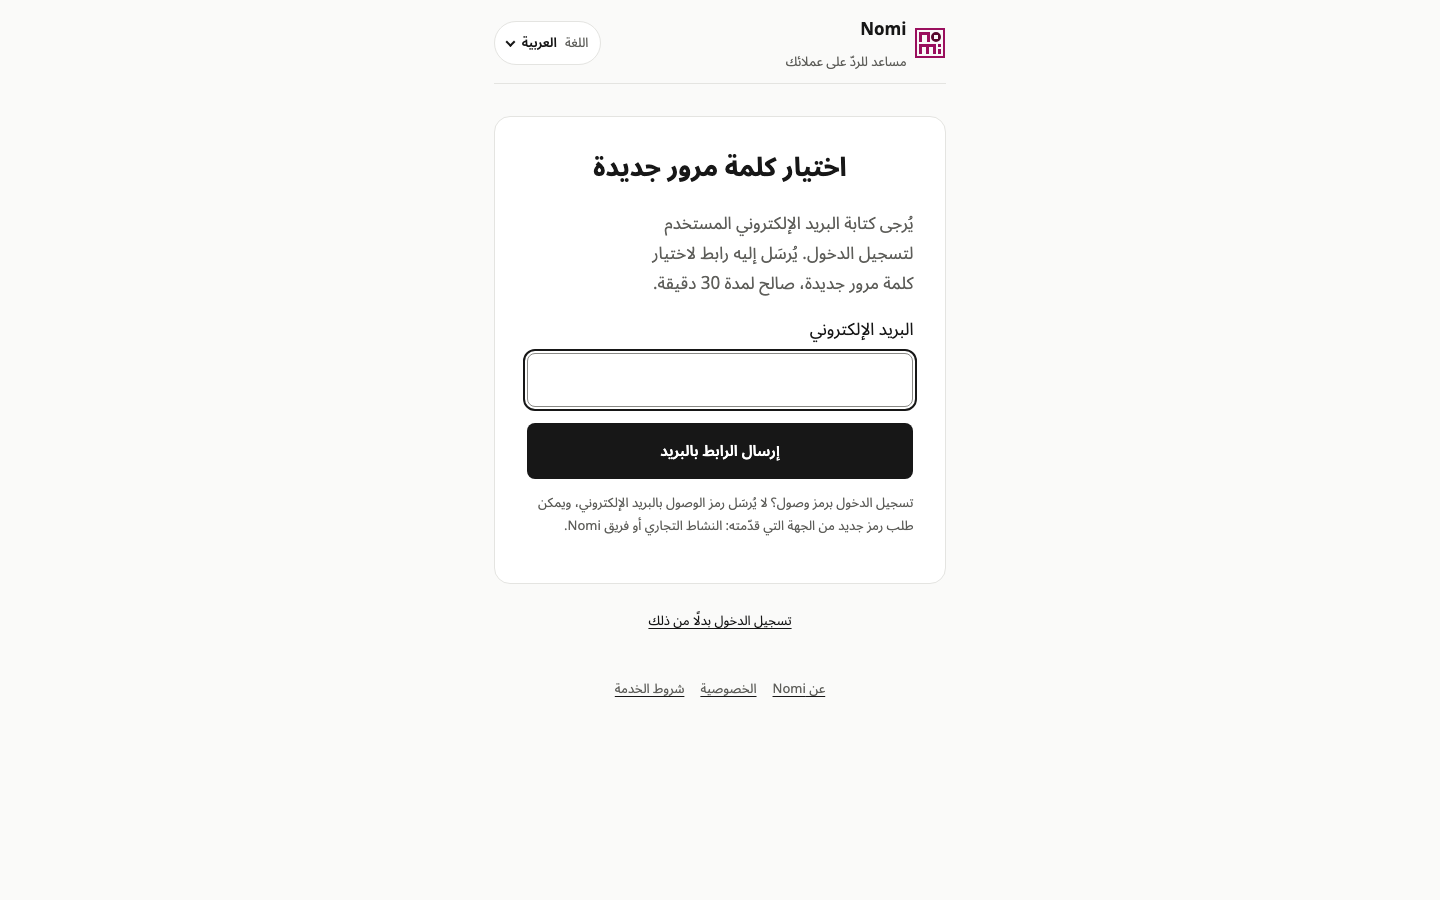 Nomi
مساعد للردّ على عملائك
اللغة العربية
اختيار كلمة مرور جديدة
يُرجى كتابة البريد الإلكتروني المستخدم
لتسجيل الدخول. يُرسَل إليه رابط لاختيار
كلمة مرور جديدة، صالح لمدة 30 دقيقة.
البريد الإلكتروني
إرسال الرابط بالبريد
تسجيل الدخول برمز وصول؟ لا يُرسَل رمز الوصول بالبريد الإلكتروني، ويمكن
طلب رمز جديد من الجهة التي قدّمته: النشاط التجاري أو فريق Nomi.
تسجيل الدخول بدلًا من ذلك
عن Nomi الخصوصية شروط الخدمة